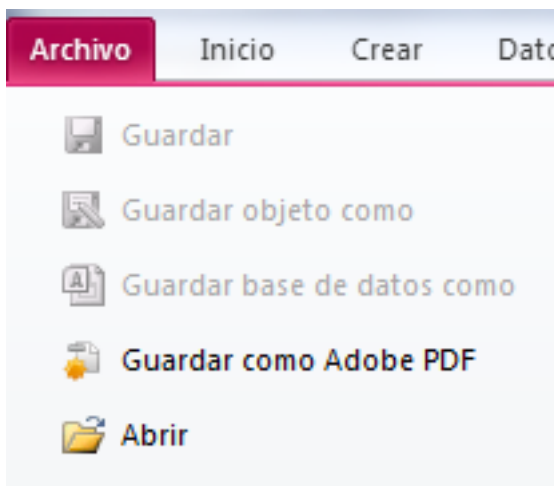 Archivo Inicio Crear
Guardar
Guardar objeto como
Guardar base de datos como
Guardar como Adobe PDF
Abrir